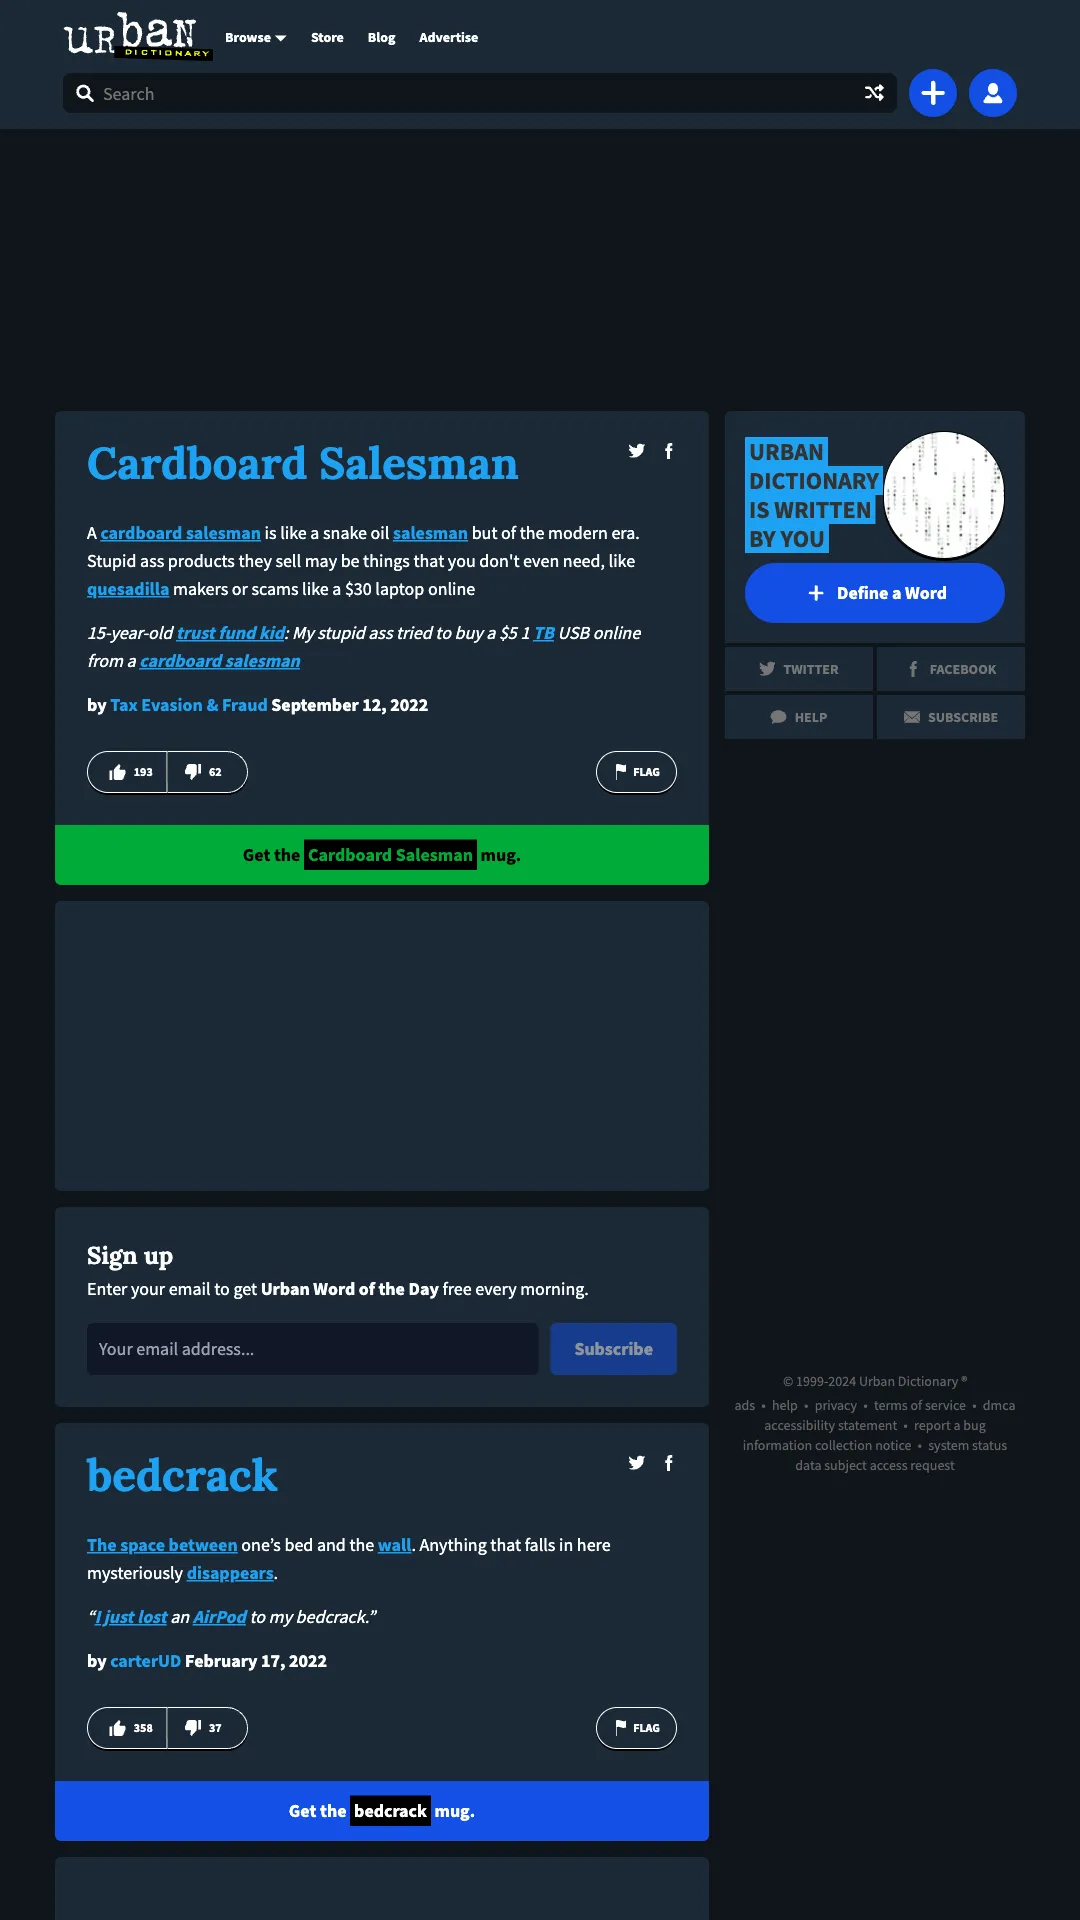 urban
DICTIONARY
Browse
Store
Blog
Advertise
Search
Cardboard Salesman
A cardboard salesman is like a snake oil salesman but of the modern era.
Stupid ass products they sell may be things that you don't even need, like
quesadilla makers or scams like a $30 laptop online
15-year-old trust fund kid: My stupid ass tried to buy a $5 1 TB USB online
from a cardboard salesman
by Tax Evasion & Fraud September 12, 2022
193
62
FLAG
Get the Cardboard Salesman mug.
URBAN
DICTIONARY
IS WRITTEN
BY YOU
Define a Word
TWITTER
FACEBOOK
HELP
SUBSCRIBE
Sign up
Enter your email to get Urban Word of the Day free every morning.
Your email address...
Subscribe
bedcrack
The space between one’s bed and the wall. Anything that falls in here
mysteriously disappears.
“I just lost an AirPod to my bedcrack.”
by carterUD February 17, 2022
358
37
FLAG
Get the bedcrack mug.
© 1999-2024 Urban Dictionary ®
ads • help • privacy • terms of service • dmca
accessibility statement • report a bug
information collection notice • system status
data subject access request